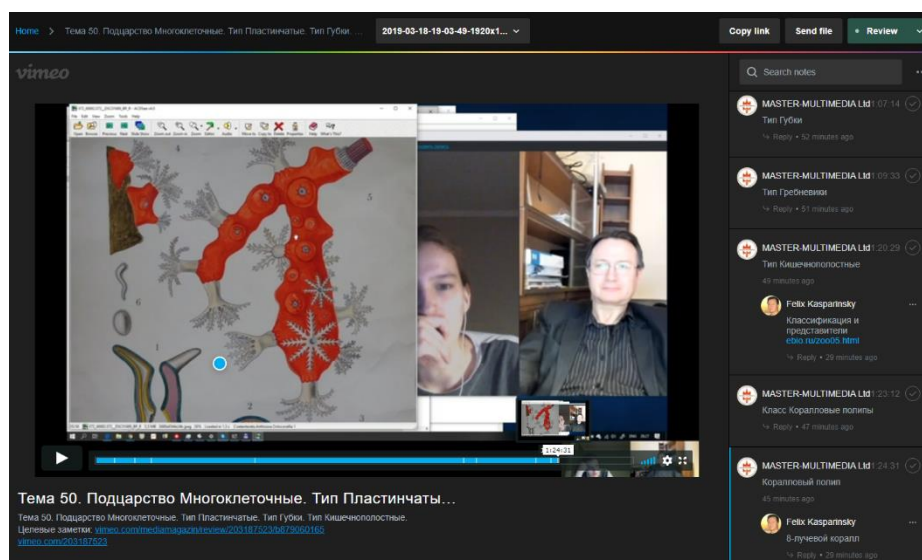 Home > Тема 50. Подцарство Многоклеточные. Тип Пластинчатые. Тип Губки. ...
2019-03-18-19-03-49-1920x1...
Copy link
Send file
Review
vimeo
Search notes
4
5
6
1
2
3
1:24:31
MASTER-MULTIMEDIA Ltd 1:07:14
Тип Губки
Reply • 52 minutes ago
MASTER-MULTIMEDIA Ltd 1:09:33
Тип Гребневики
Reply • 51 minutes ago
MASTER-MULTIMEDIA Ltd 1:20:29
Тип Кишечнополостные
49 minutes ago
Felix Kasparinsky
Классификация и
представители
ebio.ru/zoo05.html
Reply • 29 minutes ago
MASTER-MULTIMEDIA Ltd 1:23:12
Класс Коралловые полипы
Reply • 47 minutes ago
MASTER-MULTIMEDIA Ltd 1:24:31
Коралловый полип
45 minutes ago
Felix Kasparinsky
8-лучевой коралл
Reply • 28 minutes ago
Тема 50. Подцарство Многоклеточные. Тип Пластинчаты...
Тема 50. Подцарство Многоклеточные. Тип Пластинчатые. Тип Губки. Тип Кишечнополостные.
Целевые заметки: vimeo.com/mediamagazin/review/203187523/b879060165
vimeo.com/203187523